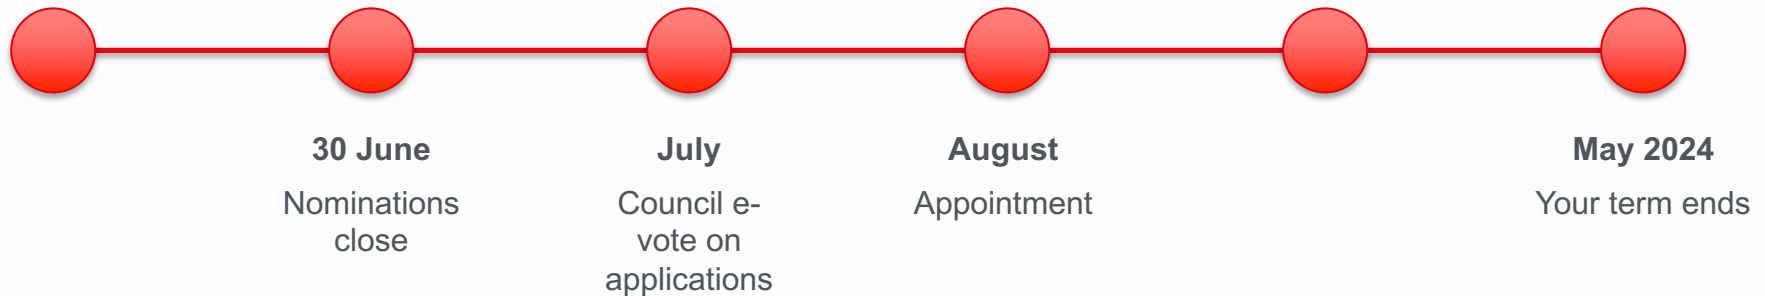 30 June
Nominations
close
July
Council e-
vote on
applications
August
Appointment
May 2024
Your term ends